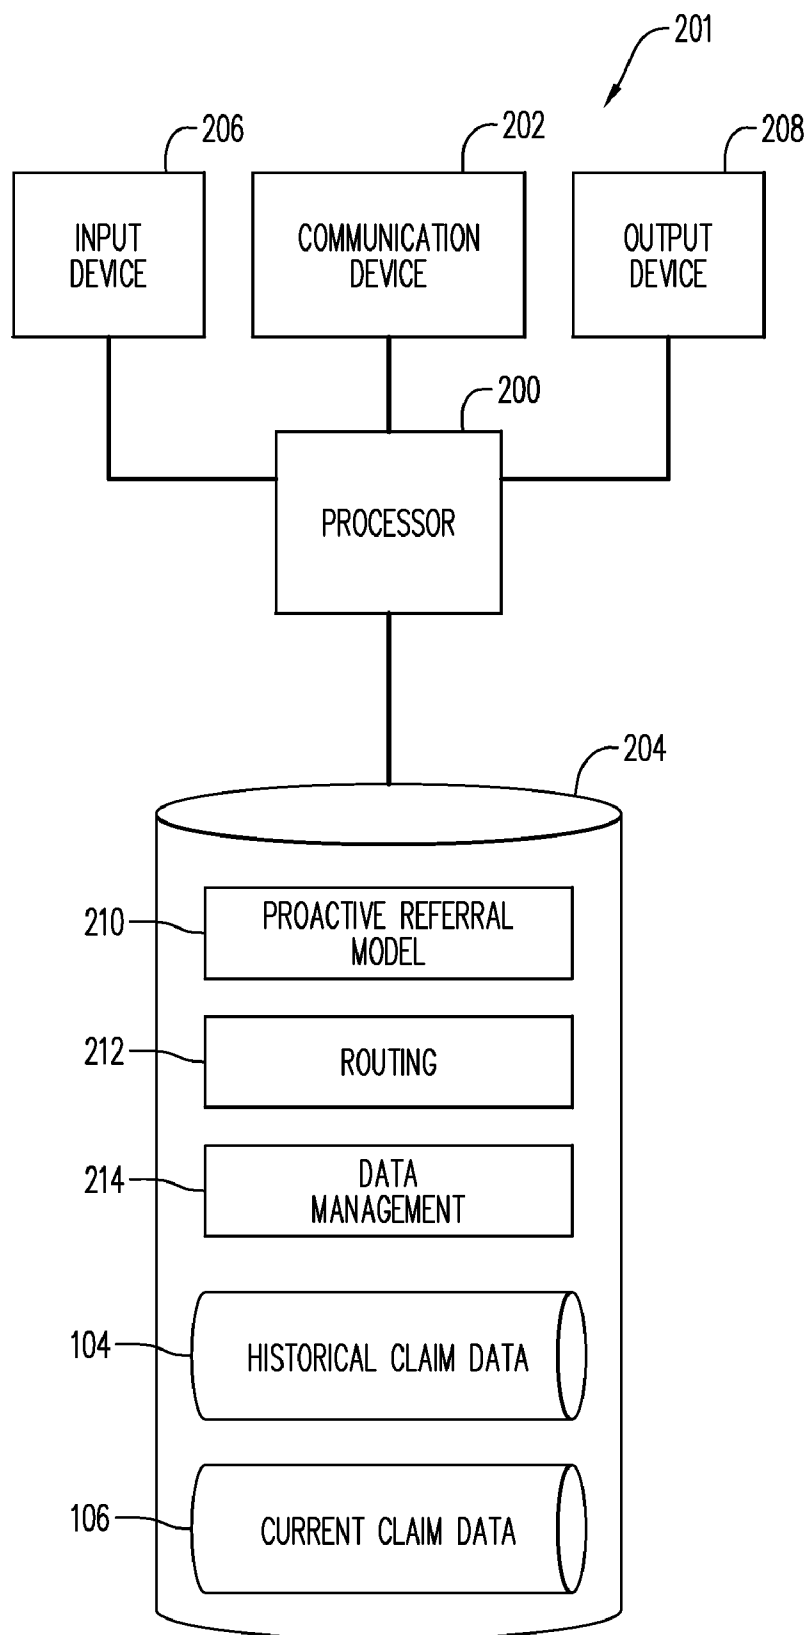 201
206
202
208
INPUT
DEVICE
COMMUNICATION
DEVICE
OUTPUT
DEVICE
200
PROCESSOR
204
210
PROACTIVE REFERRAL
MODEL
212
ROUTING
214
DATA
MANAGEMENT
104
HISTORICAL CLAIM DATA
106
CURRENT CLAIM DATA